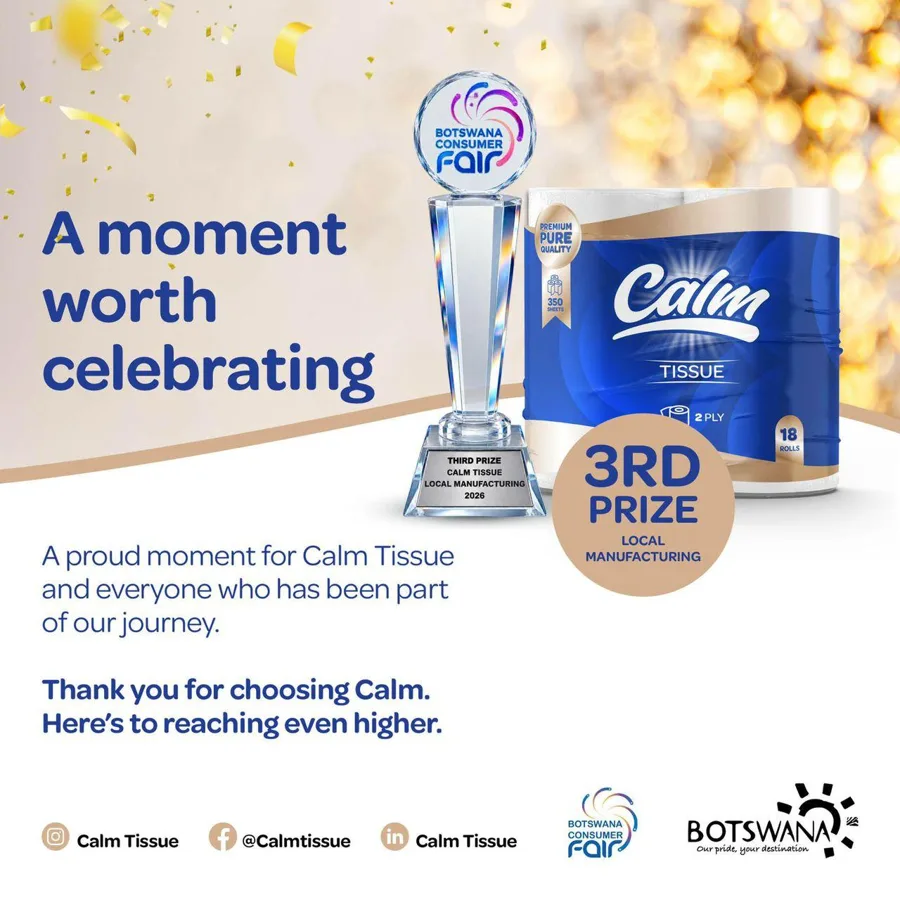 BOTSWANA
CONSUMER
Fair
A moment
worth
celebrating
PREMIUM
PURE
QUALITY
350
SHEETS
Calm
TISSUE
2 PLY
18
ROLLS
THIRD PRIZE
CALM TISSUE
LOCAL MANUFACTURING
2026
3RD
PRIZE
LOCAL
MANUFACTURING
A proud moment for Calm Tissue
and everyone who has been part
of our journey.
Thank you for choosing Calm.
Here's to reaching even higher.
Calm Tissue
@Calmtissue
in Calm Tissue
BOTSWANA
CONSUMER
Fair
BOTSWANA
Our pride, your destination